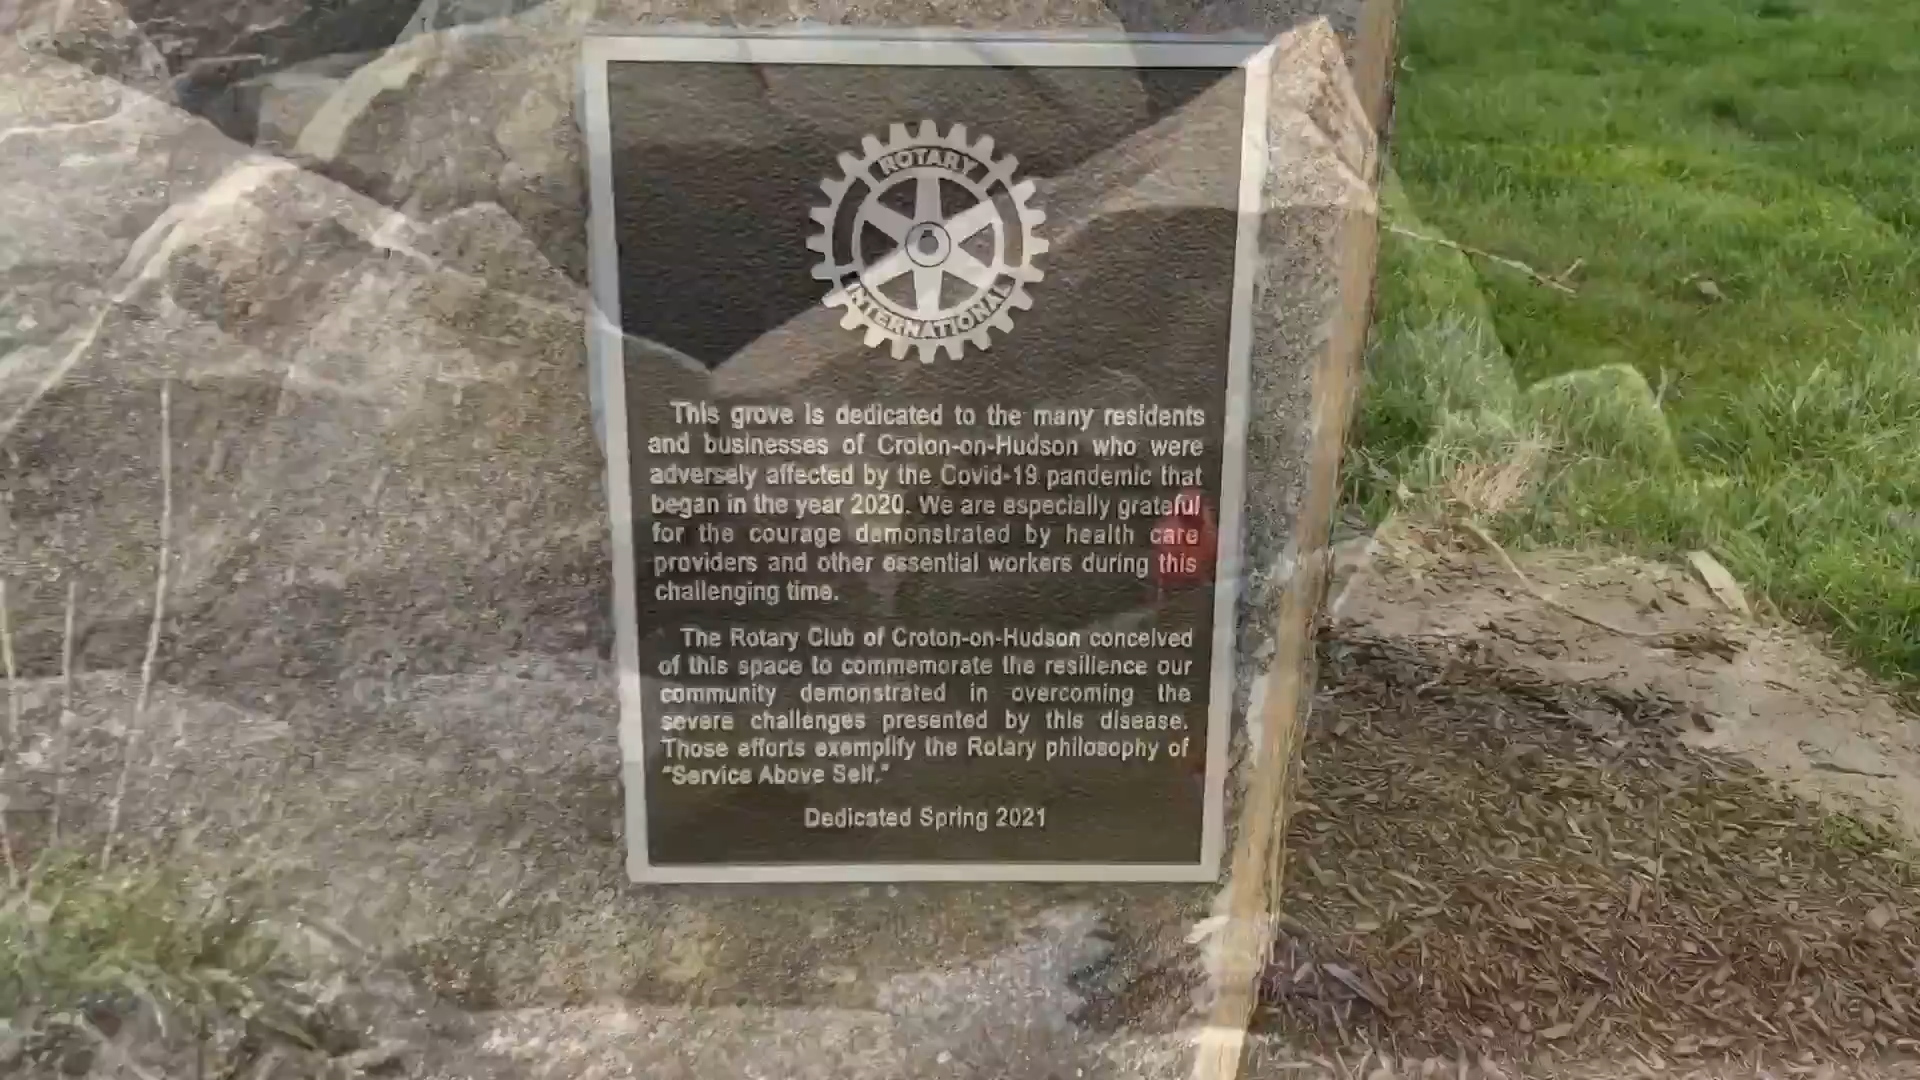 ROTARY
INTERNATIONAL
This grove is dedicated to the many residents
and businesses of Croton-on-Hudson who were
adversely affected by the Covid-19 pandemic that
began in the year 2020. We are especially grateful
for the courage demonstrated by health care
providers and other essential workers during this
challenging time.
The Rotary Club of Croton-on-Hudson conceived
of this space to commemorate the resilience our
community demonstrated in overcoming the
severe challenges presented by this disease.
Those efforts exemplify the Rotary philosophy of
"Service Above Self."
Dedicated Spring 2021